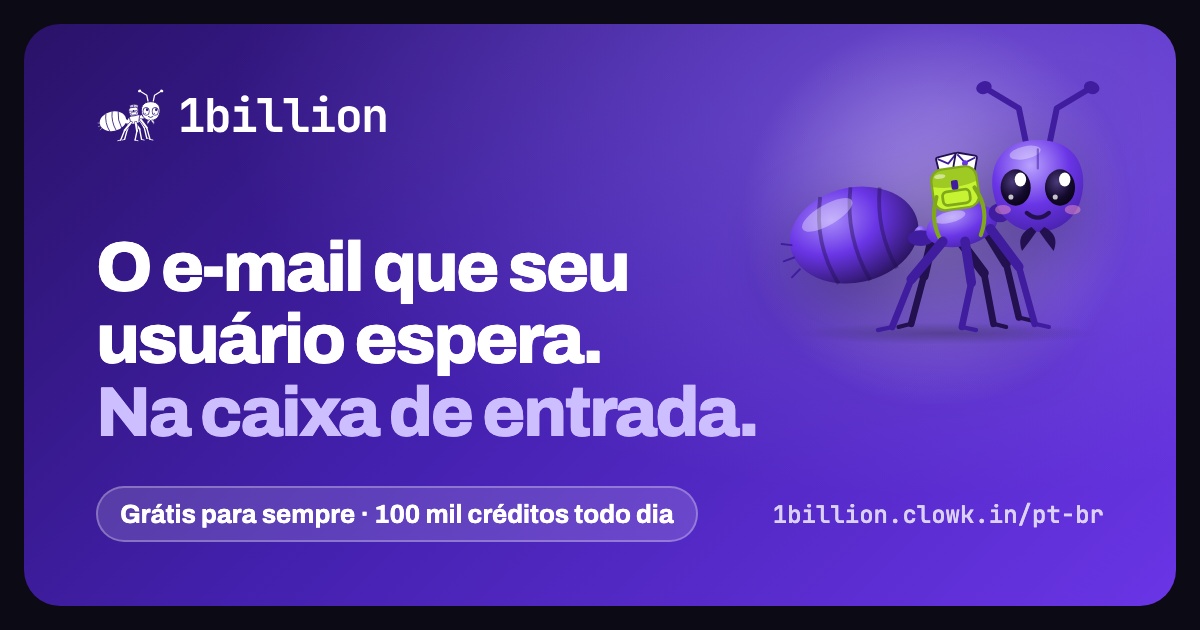 1billion
O e-mail que seu
usuário espera.
Na caixa de entrada.
Grátis para sempre · 100 mil créditos todo dia
1billion.clowk.in/pt-br